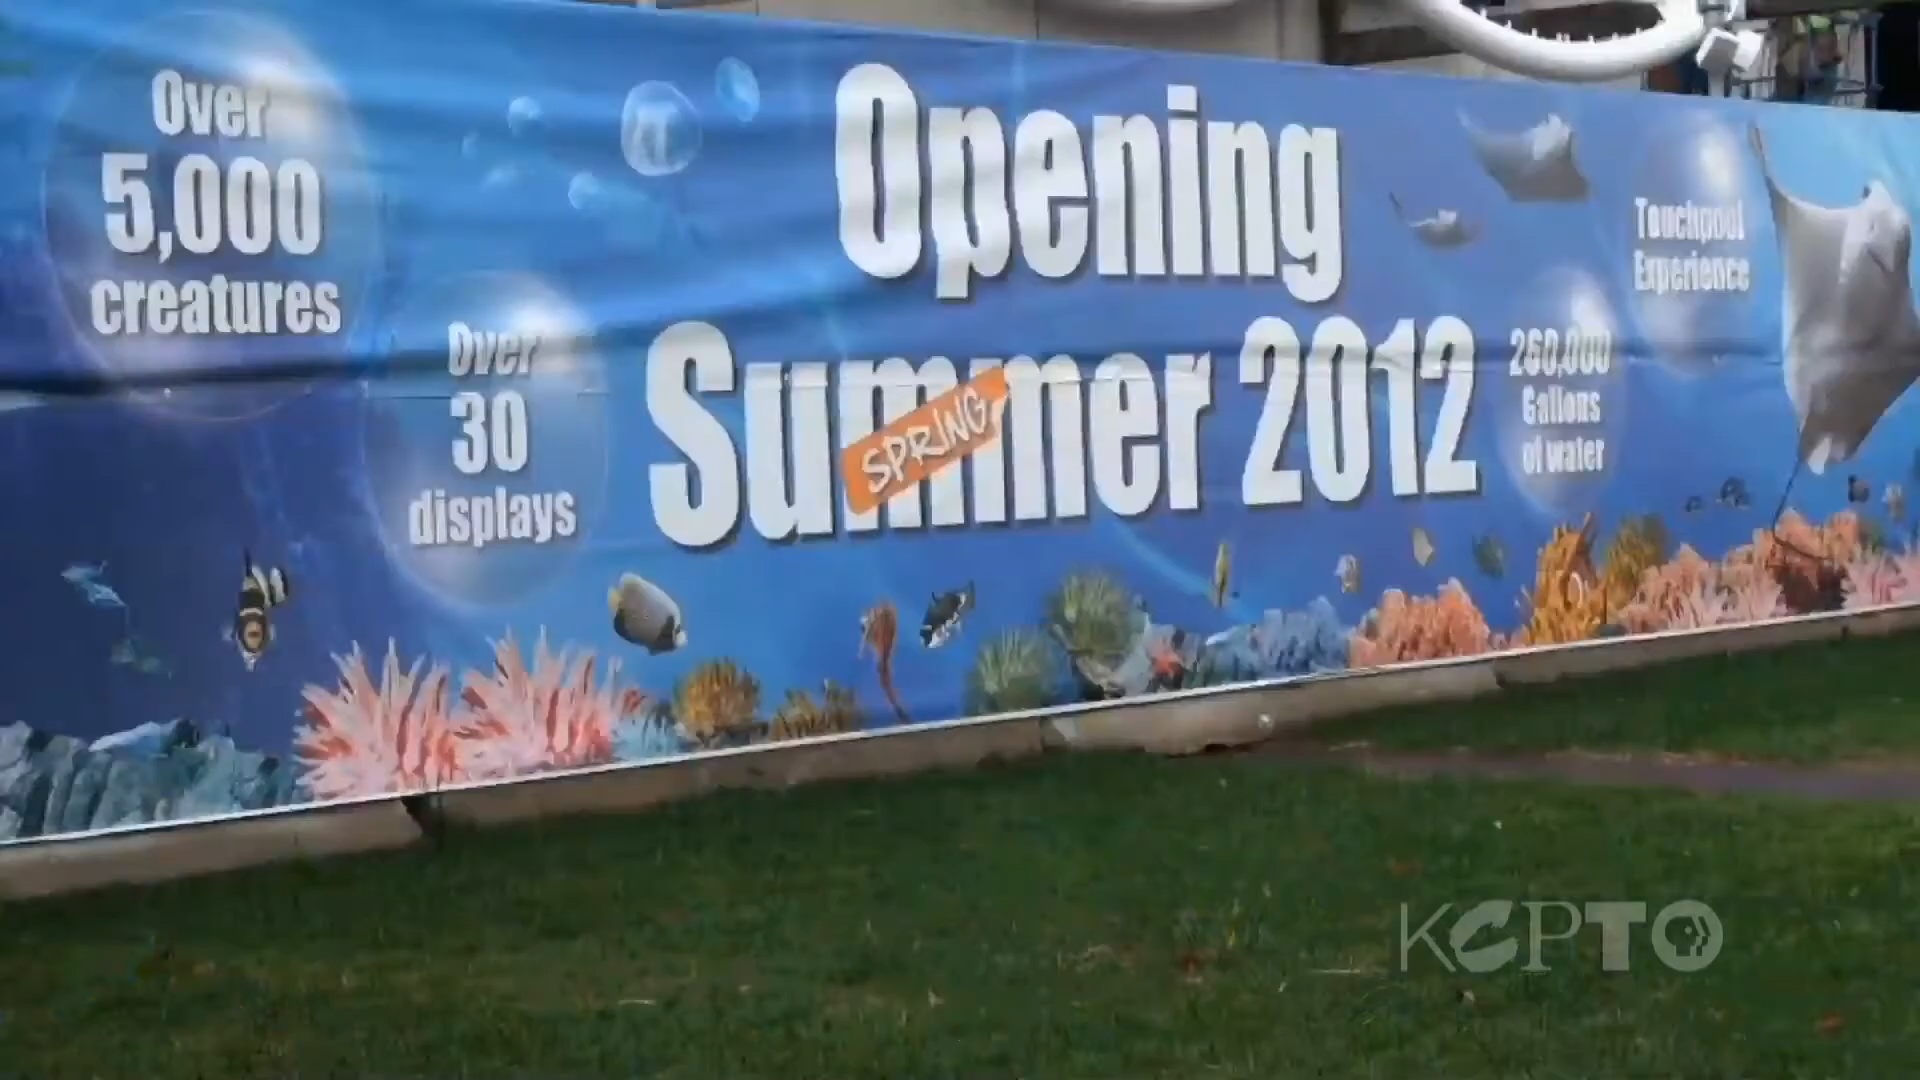 Over
5,000
creatures
Over
30
displays
Opening
Summer 2012
SPRING
260,000
Gallons
of water
Touchpool
Experience
KCPT